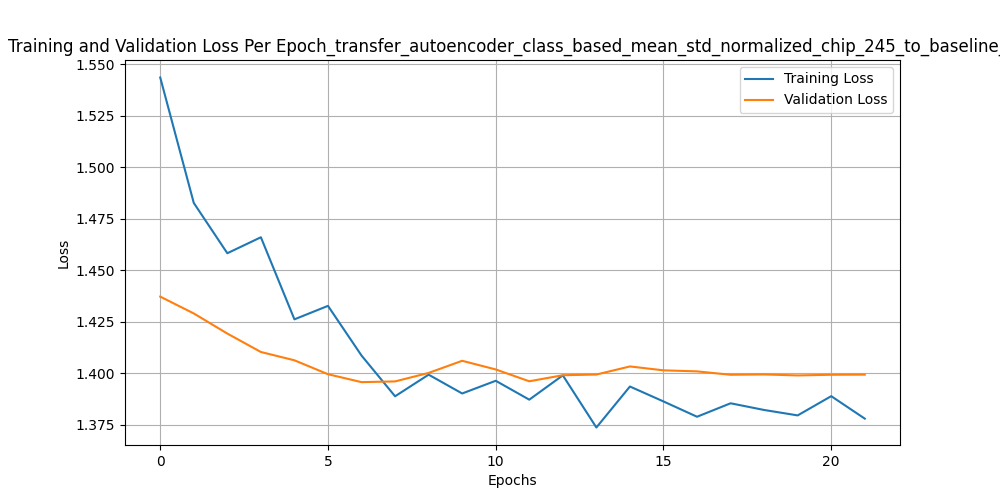 Training and Validation Loss Per Epoch_transfer_autoencoder_class_based_mean_std_normalized_chip_245_to_baseline_
1.550
1.525
1.500
1.475
1.450
1.425
1.400
1.375
Loss
Training Loss
Validation Loss
0 5 10 15 20
Epochs